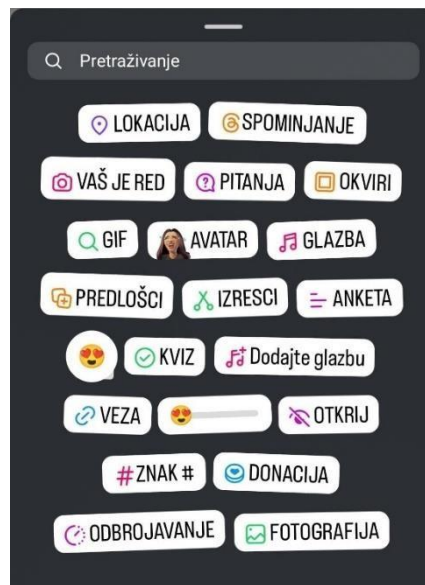 Pretraživanje
LOKACIJA SPOMINJANJE
VAŠ JE RED PITANJA OKVIRI
GIF AVATAR GLAZBA
PREDLOŠCI IZRESCI ANKETA
KVIZ Dodajte glazbu
VEZA OTKRIJ
#ZNAK # DONACIJA
ODBROJAVANJE FOTOGRAFIJA